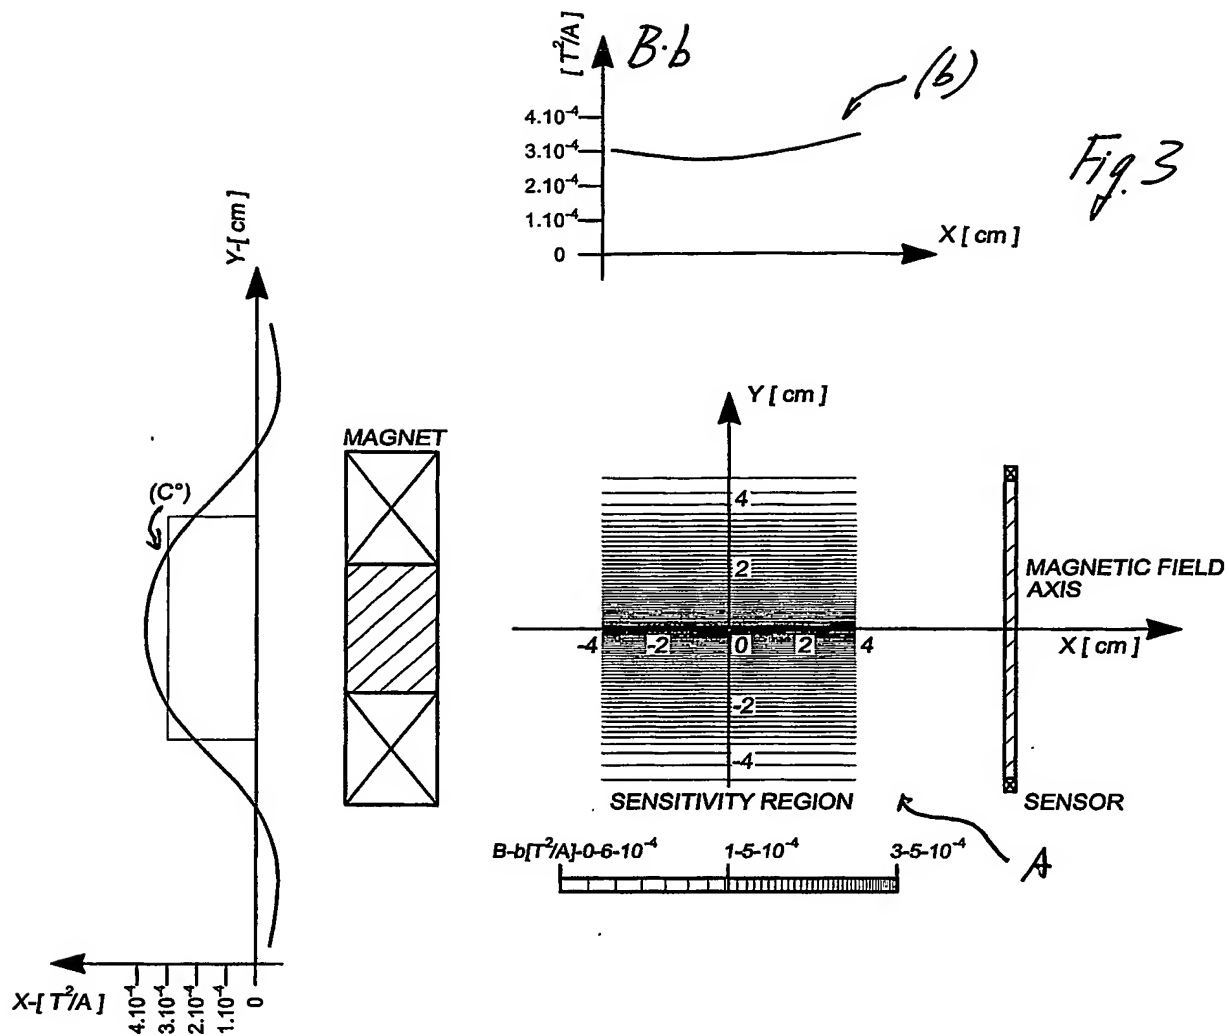 [T²/A]
B·b
(b)
4.10⁻⁴
3.10⁻⁴
2.10⁻⁴
1.10⁻⁴
0
X [ cm ]
Fig. 3
Y-[ cm ]
Y [ cm ]
MAGNET
(C°)
4
2
MAGNETIC FIELD
AXIS
-4 -2 0 2 4
X [ cm ]
-2
-4
SENSITIVITY REGION
SENSOR
B-b[T²/A]-0-6-10⁻⁴ 1-5-10⁻⁴ 3-5-10⁻⁴
A
X-[ T²/A ]
4.10⁻⁴
3.10⁻⁴
2.10⁻⁴
1.10⁻⁴
0